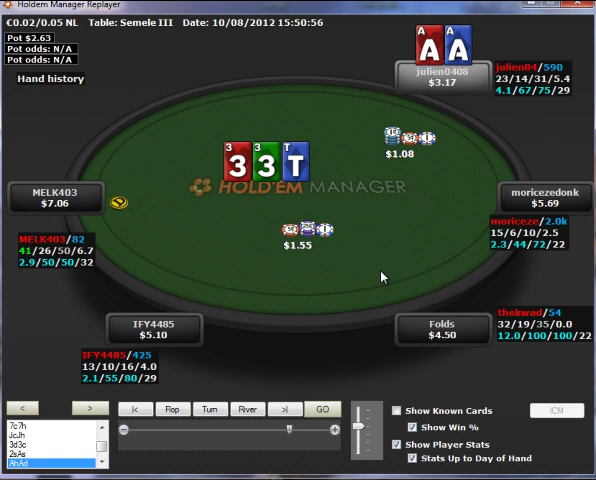 Holdem Manager Replayer
€0.02/0.05 NL Table: Semele III Date: 10/08/2012 15:50:56
Pot $2.63
Pot odds: N/A
Pot odds: N/A
Hand history
A A
julien0408
$3.17
julien04/590
23/14/31/5.4
4.1/67/75/29
$1.08
3 3 T
3 3 T
HOLD'EM MANAGER
MELK403
$7.06
D
moricezedonk
$5.69
MELK403/82
41/26/50/6.7
2.9/50/50/32
moriceze/2.0k
15/6/10/2.5
2.3/44/72/22
$1.55
IFY4485
$5.10
Folds
$4.50
thekwad/54
32/19/35/0.0
12.0/100/100/22
IFY4485/425
13/10/16/4.0
2.1/55/80/29
< > |< Flop Turn River >| GO
7c7h
JcJh
3d3c
2sAs
AhAd
Show Known Cards
ICM
Show Win %
Show Player Stats
Stats Up to Day of Hand